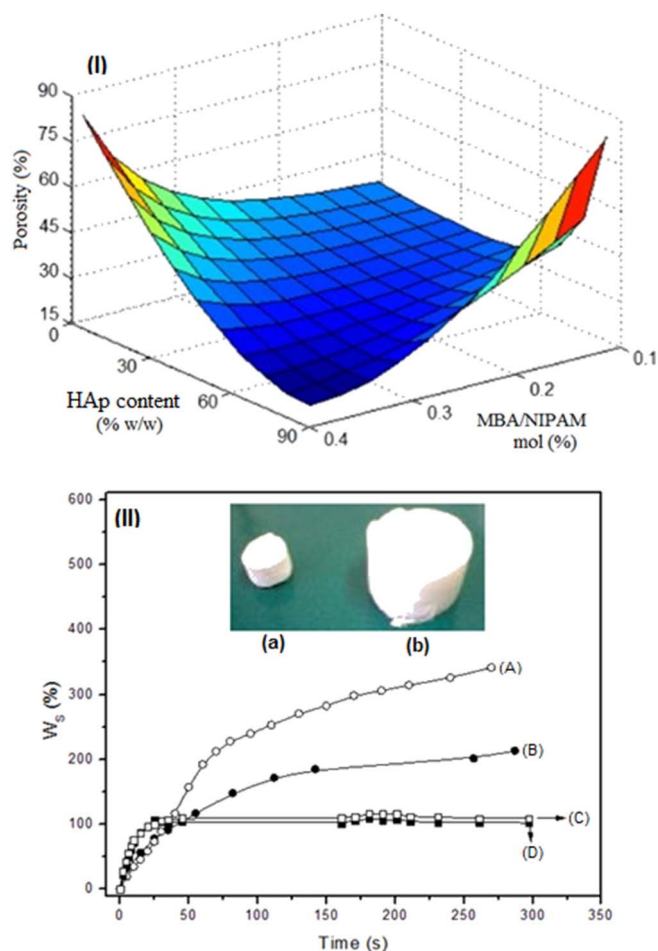 (I)
90
75
60
45
30
15
Porosity (%)
0
30
60
90
HAp content
(% w/w)
0.4
0.3
0.2
0.1
MBA/NIPAM
mol (%)
(II)
600
500
400
300
200
100
0
W_S (%)
(a)
(b)
(A)
(B)
(C)
(D)
0 50 100 150 200 250 300 350
Time (s)